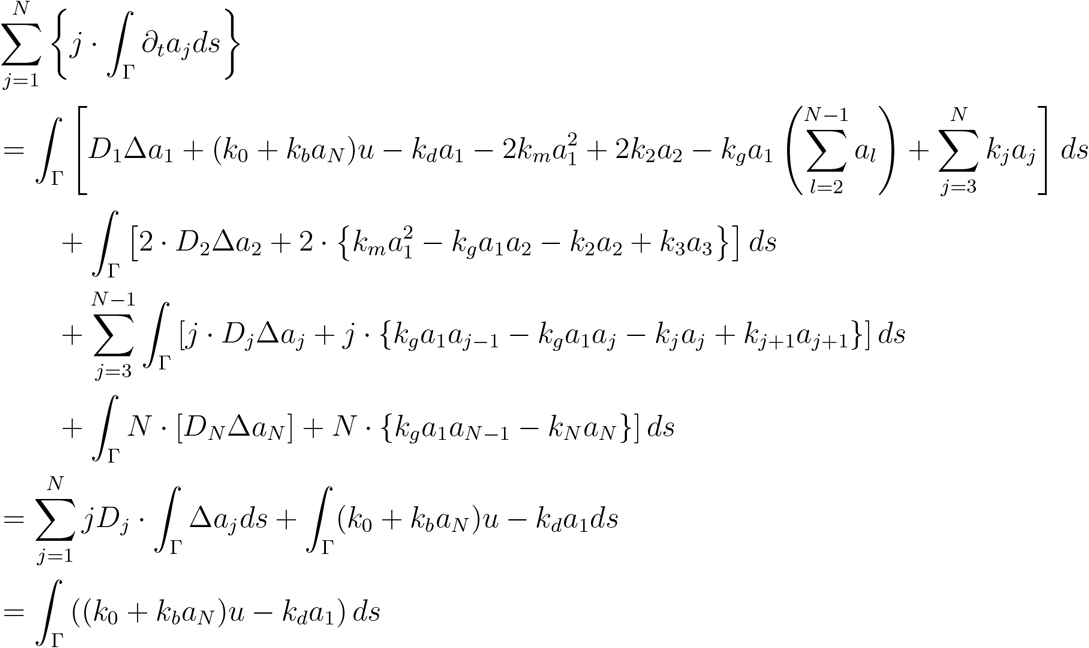 \sum_{j=1}^{N} \left\{ j \cdot \int_{\Gamma} \partial_t a_j ds \right\}
= \int_{\Gamma} \left[ D_1 \Delta a_1 + (k_0 + k_b a_N) u - k_d a_1 - 2 k_m a_1^2 + 2 k_2 a_2 - k_g a_1 \left( \sum_{l=2}^{N-1} a_l \right) + \sum_{j=3}^{N} k_j a_j \right] ds
+ \int_{\Gamma} \left[ 2 \cdot D_2 \Delta a_2 + 2 \cdot \left\{ k_m a_1^2 - k_g a_1 a_2 - k_2 a_2 + k_3 a_3 \right\} \right] ds
+ \sum_{j=3}^{N-1} \int_{\Gamma} \left[ j \cdot D_j \Delta a_j + j \cdot \{ k_g a_1 a_{j-1} - k_g a_1 a_j - k_j a_j + k_{j+1} a_{j+1} \} \right] ds
+ \int_{\Gamma} N \cdot [D_N \Delta a_N] + N \cdot \{ k_g a_1 a_{N-1} - k_N a_N \} ] ds
= \sum_{j=1}^{N} j D_j \cdot \int_{\Gamma} \Delta a_j ds + \int_{\Gamma} (k_0 + k_b a_N) u - k_d a_1 ds
= \int_{\Gamma} ((k_0 + k_b a_N) u - k_d a_1) ds